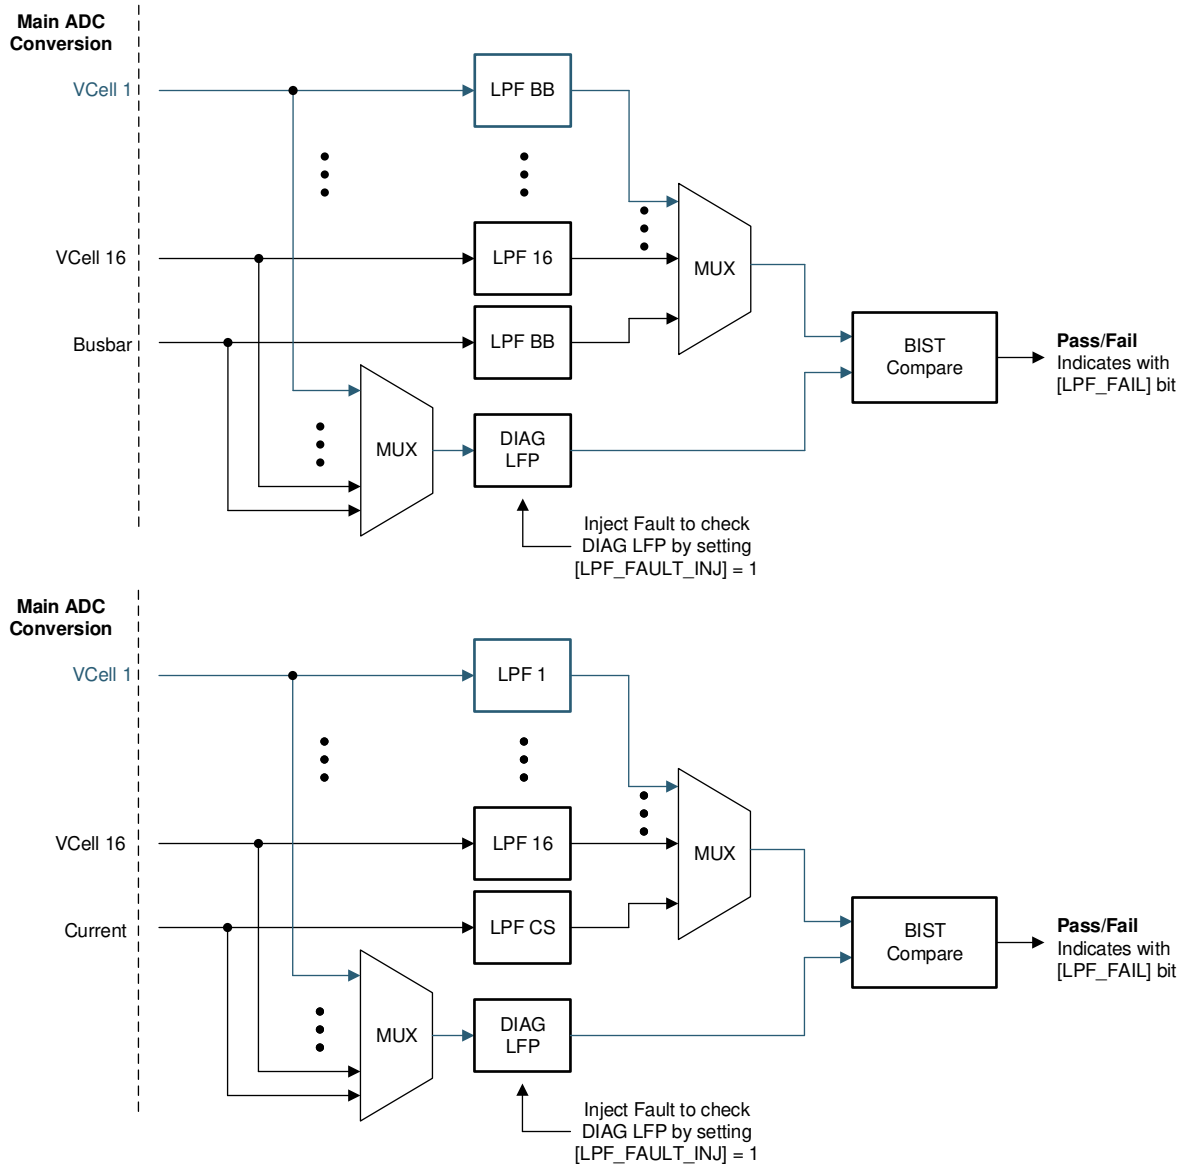 Main ADC
Conversion
VCell 1
LPF BB
VCell 16
LPF 16
MUX
Busbar
LPF BB
BIST
Compare
Pass/Fail
Indicates with
[LPF_FAIL] bit
MUX
DIAG
LFP
Inject Fault to check
DIAG LFP by setting
[LPF_FAULT_INJ] = 1
Main ADC
Conversion
VCell 1
LPF 1
VCell 16
LPF 16
MUX
Current
LPF CS
BIST
Compare
Pass/Fail
Indicates with
[LPF_FAIL] bit
MUX
DIAG
LFP
Inject Fault to check
DIAG LFP by setting
[LPF_FAULT_INJ] = 1